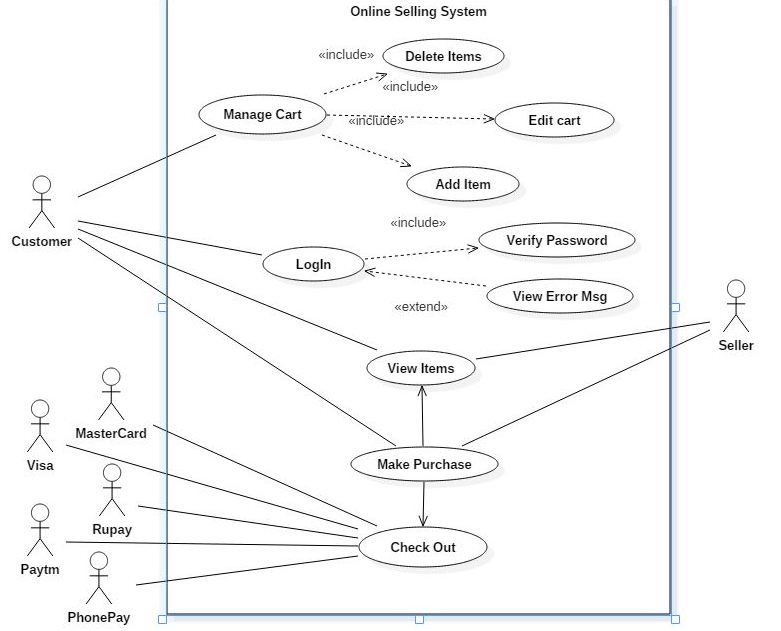 Online Selling System
«include»
Delete Items
«include»
Manage Cart
«include»
Edit cart
Add Item
Customer
«include»
Verify Password
LogIn
View Error Msg
«extend»
Seller
View Items
MasterCard
Visa
Make Purchase
Rupay
Check Out
Paytm
PhonePay